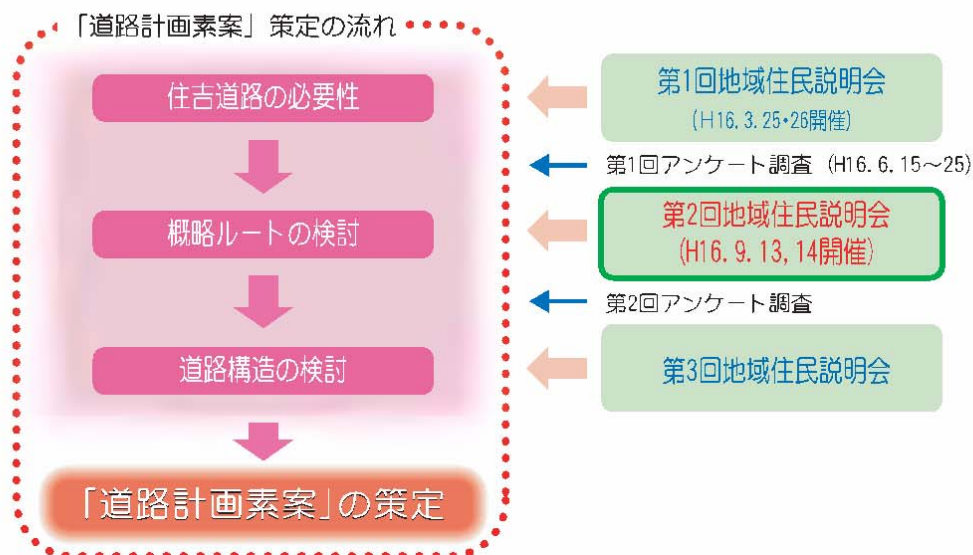 「道路計画素案」策定の流れ
住吉道路の必要性
概略ルートの検討
道路構造の検討
「道路計画素案」の策定
第1回地域住民説明会
(H16.3.25・26開催)
第1回アンケート調査 (H16.6.15～25)
第2回地域住民説明会
(H16.9.13,14開催)
第2回アンケート調査
第3回地域住民説明会